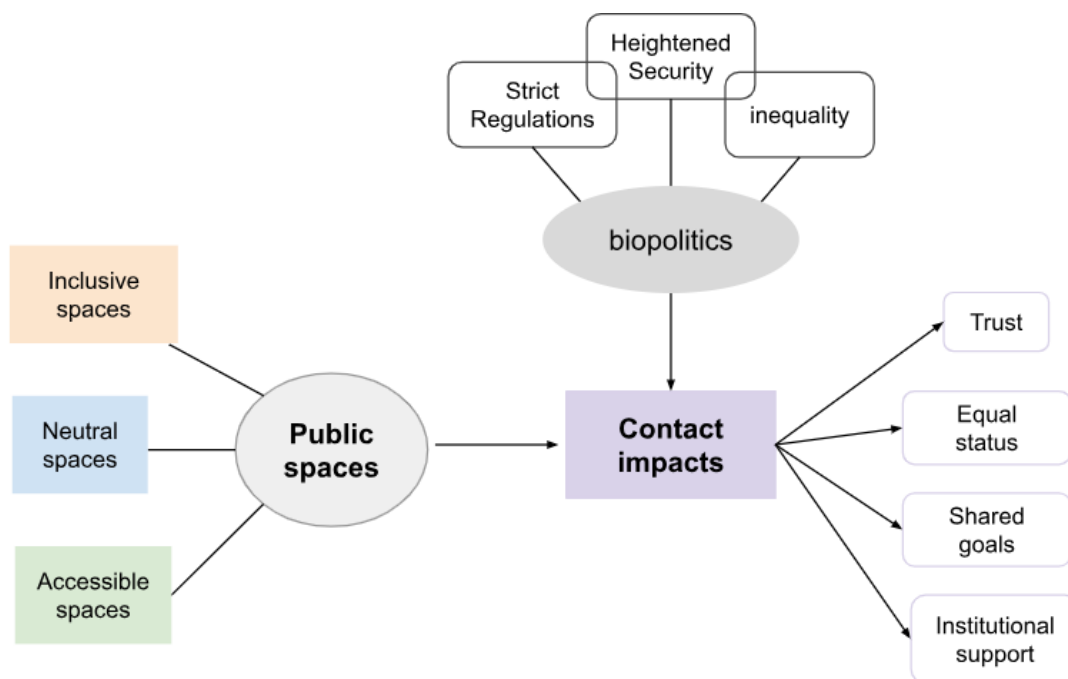 Heightened
Security
Strict
Regulations
inequality
biopolitics
Inclusive
spaces
Neutral
spaces
Accessible
spaces
Public
spaces
Contact
impacts
Trust
Equal
status
Shared
goals
Institutional
support